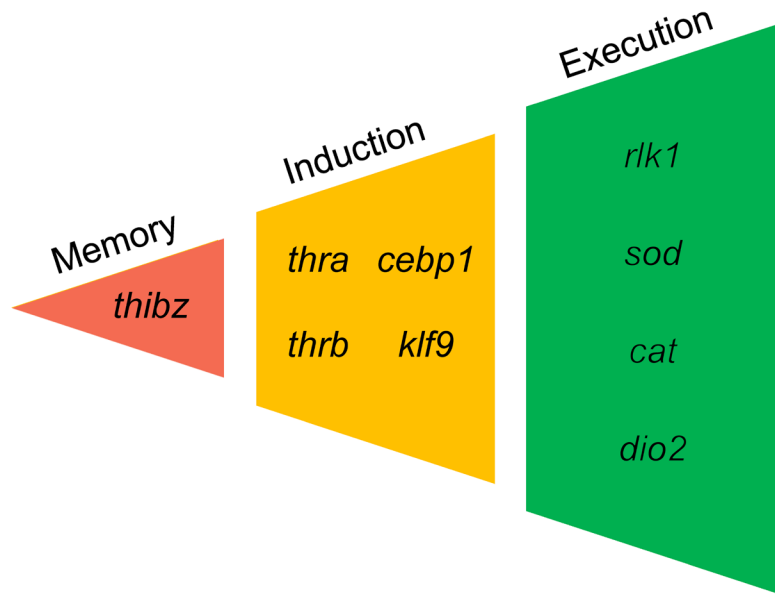 Memory
thibz
Induction
thra cebp1
thrb klf9
Execution
rlk1
sod
cat
dio2